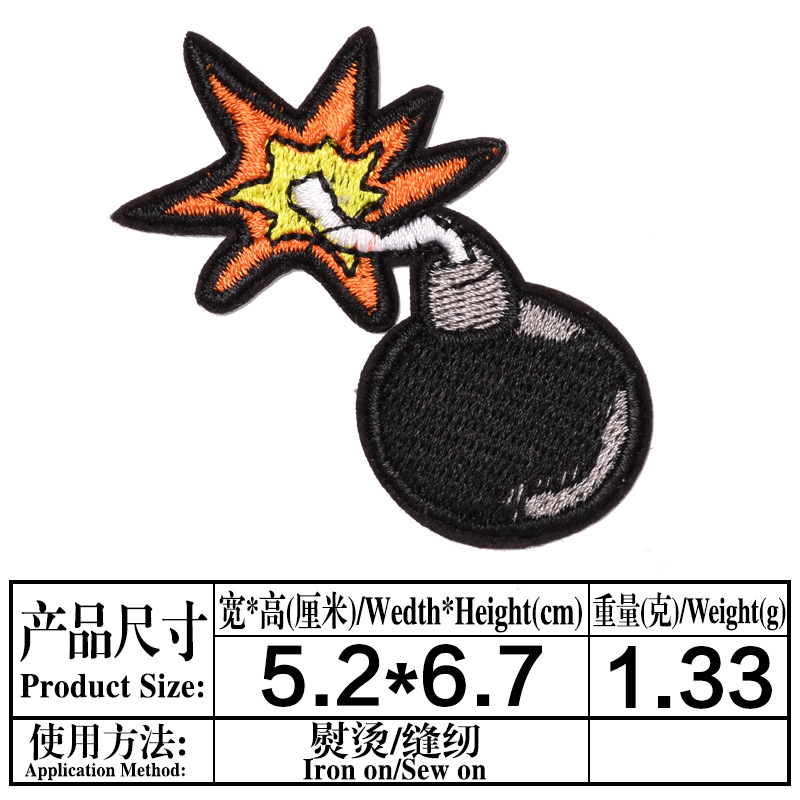 产品尺寸
Product Size:
宽*高(厘米)/Wedth*Height(cm)
5.2*6.7
重量(克)/Weight(g)
1.33
使用方法:
Application Method:
熨烫/缝纫
Iron on/Sew on